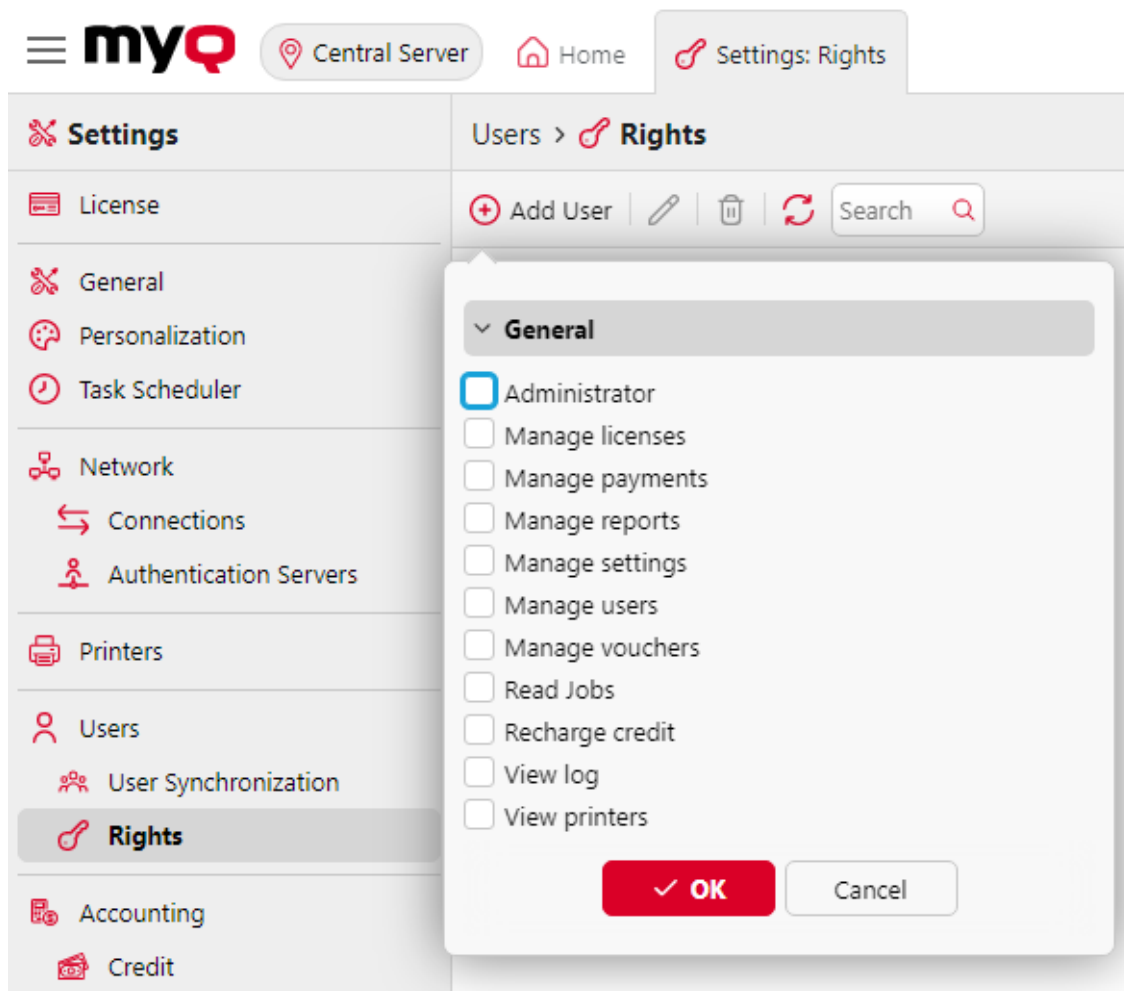 myQ
Central Server
Home
Settings: Rights
Settings
Users > Rights
License
Add User
Search
General
Personalization
Task Scheduler
Network
Connections
Authentication Servers
Printers
Users
User Synchronization
Rights
Accounting
Credit
General
Administrator
Manage licenses
Manage payments
Manage reports
Manage settings
Manage users
Manage vouchers
Read Jobs
Recharge credit
View log
View printers
OK
Cancel